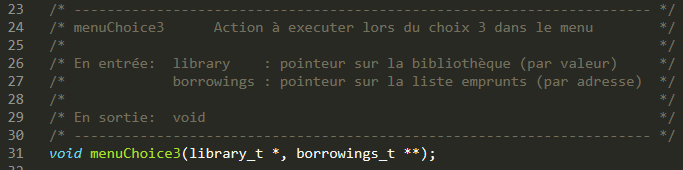 23 /* -------------------------------------------------------------------- */
24 /* menuChoice3      Action à executer lors du choix 3 dans le menu        */
25 /*                                                                      */
26 /* En entrée:  library    : pointeur sur la bibliothèque (par valeur)     */
27 /*             borrowings : pointeur sur la liste emprunts (par adresse)  */
28 /*                                                                      */
29 /* En sortie:  void                                                     */
30 /* -------------------------------------------------------------------- */
31 void menuChoice3(library_t *, borrowings_t **);